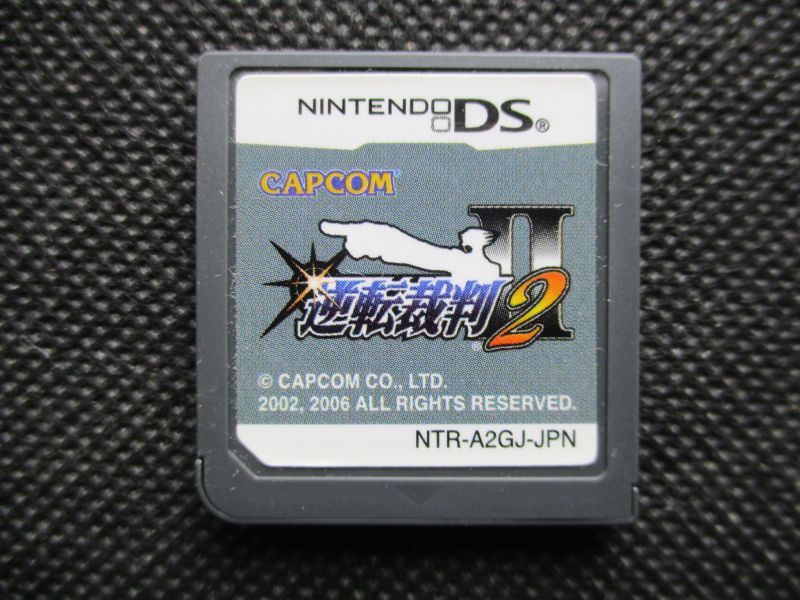 NINTENDO DS®
CAPCOM®
II
逆転裁判2
®
© CAPCOM CO., LTD.
2002, 2006 ALL RIGHTS RESERVED.
NTR-A2GJ-JPN